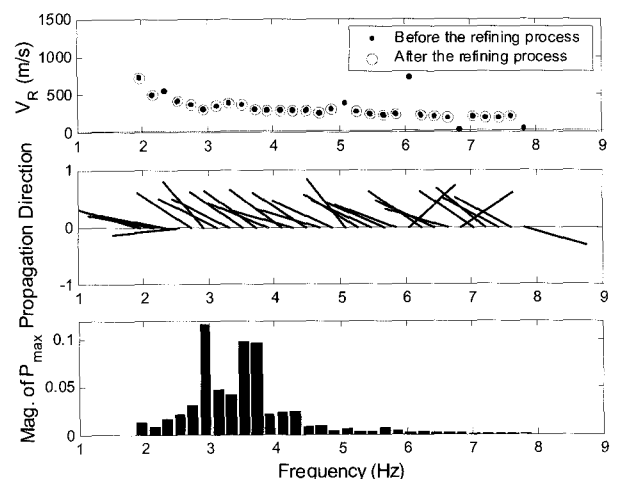 1500
1000
500
0
V_R (m/s)
Before the refining process
After the refining process
1 2 3 4 5 6 7 8 9
1
0
-1
Propagation Direction
1 2 3 4 5 6 7 8 9
0.1
0.05
0
Mag. of P_max
1 2 3 4 5 6 7 8 9
Frequency (Hz)